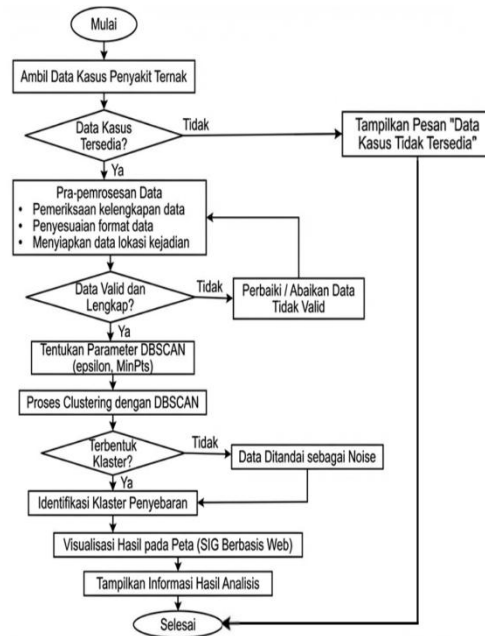 Mulai
Ambil Data Kasus Penyakit Ternak
Data Kasus
Tersedia?
Tidak
Tampilkan Pesan "Data
Kasus Tidak Tersedia"
Ya
Pra-pemrosesan Data
• Pemeriksaan kelengkapan data
• Penyesuaian format data
• Menyiapkan data lokasi kejadian
Data Valid dan
Lengkap?
Tidak
Perbaiki / Abaikan Data
Tidak Valid
Ya
Tentukan Parameter DBSCAN
(epsilon, MinPts)
Proses Clustering dengan DBSCAN
Terbentuk
Klaster?
Tidak
Data Ditandai sebagai Noise
Ya
Identifikasi Klaster Penyebaran
Visualisasi Hasil pada Peta (SIG Berbasis Web)
Tampilkan Informasi Hasil Analisis
Selesai